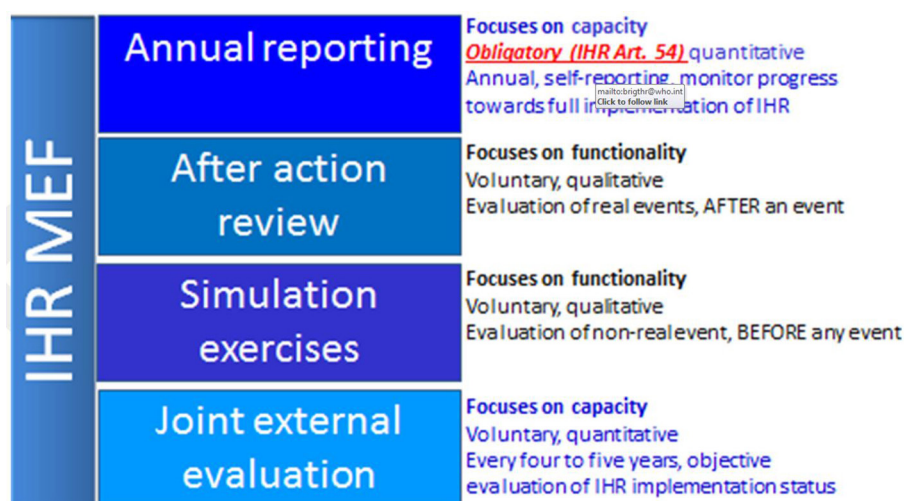 IHR MEF
Annual reporting
Focuses on capacity
Obligatory (IHR Art. 54) quantitative
Annual, self-reporting, monitor progress
towards full implementation of IHR
mailto:brigthr@who.int
Click to follow link
After action
review
Focuses on functionality
Voluntary, qualitative
Evaluation of real events, AFTER an event
Simulation
exercises
Focuses on functionality
Voluntary, qualitative
Evaluation of non-real event, BEFORE any event
Joint external
evaluation
Focuses on capacity
Voluntary, quantitative
Every four to five years, objective
evaluation of IHR implementation status